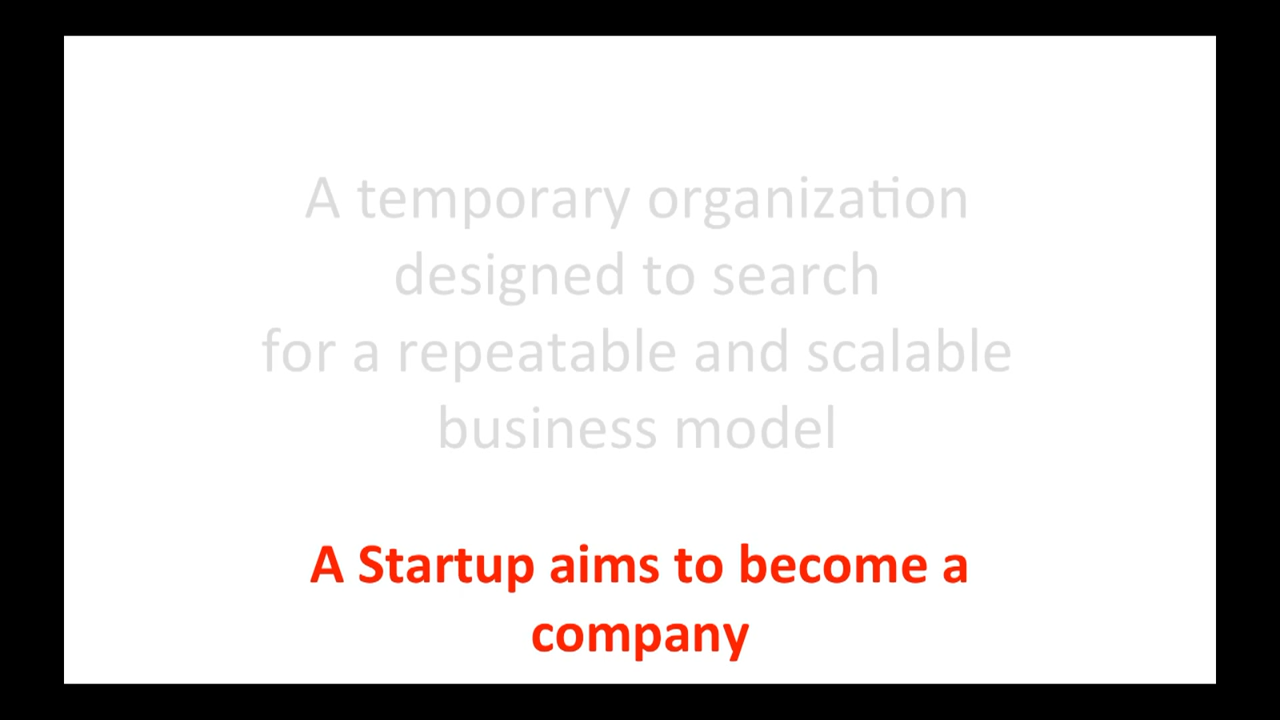 A temporary organization
designed to search
for a repeatable and scalable
business model
A Startup aims to become a
company